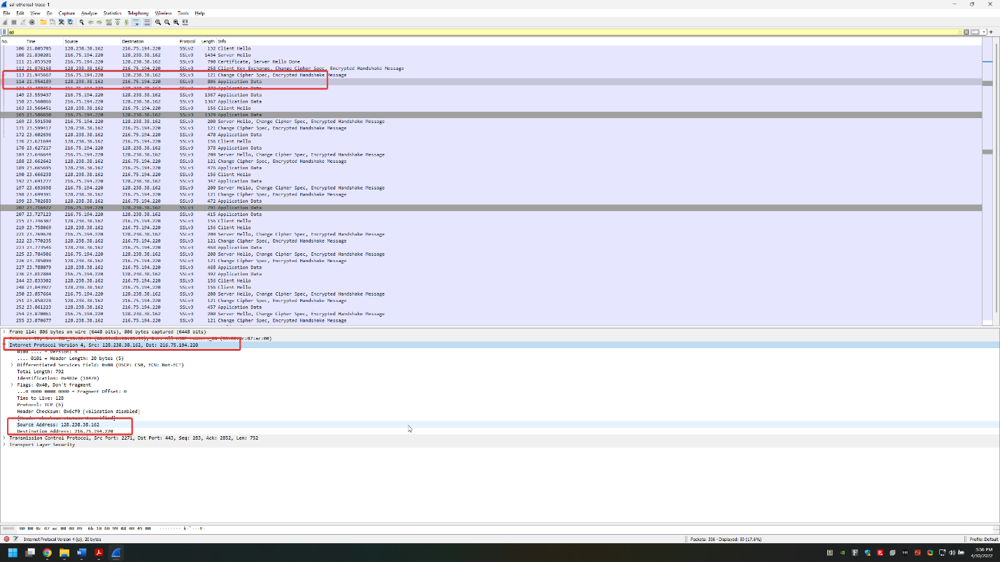 ssl-ethereal-trace-1
File Edit View Go Capture Analyze Statistics Telephony Wireless Tools Help
ssl
No. Time Source Destination Protocol Length Info
106 21.805705 128.238.38.162 216.75.194.220 SSLv2 132 Client Hello
108 21.830201 216.75.194.220 128.238.38.162 SSLv3 1434 Server Hello
111 21.853520 216.75.194.220 128.238.38.162 SSLv3 790 Certificate, Server Hello Done
112 21.876168 128.238.38.162 216.75.194.220 SSLv3 258 Client Key Exchange, Change Cipher Spec, Encrypted Handshake Message
113 21.945667 216.75.194.220 128.238.38.162 SSLv3 121 Change Cipher Spec, Encrypted Handshake Message
114 21.954189 128.238.38.162 216.75.194.220 SSLv3 806 Application Data
149 23.559497 216.75.194.220 128.238.38.162 SSLv3 1367 Application Data
158 23.560866 216.75.194.220 128.238.38.162 SSLv3 1367 Application Data
163 23.566451 128.238.38.162 216.75.194.220 SSLv3 156 Client Hello
165 23.586650 216.75.194.220 128.238.38.162 SSLv3 1329 Application Data
169 23.591590 216.75.194.220 128.238.38.162 SSLv3 200 Server Hello, Change Cipher Spec, Encrypted Handshake Message
171 23.599417 128.238.38.162 216.75.194.220 SSLv3 121 Change Cipher Spec, Encrypted Handshake Message
172 23.602696 128.238.38.162 216.75.194.220 SSLv3 470 Application Data
176 23.621694 128.238.38.162 216.75.194.220 SSLv3 156 Client Hello
178 23.627217 216.75.194.220 128.238.38.162 SSLv3 378 Application Data
184 23.646644 216.75.194.220 128.238.38.162 SSLv3 200 Server Hello, Change Cipher Spec, Encrypted Handshake Message
188 23.662642 128.238.38.162 216.75.194.220 SSLv3 121 Change Cipher Spec, Encrypted Handshake Message
189 23.665695 128.238.38.162 216.75.194.220 SSLv3 476 Application Data
190 23.666238 128.238.38.162 216.75.194.220 SSLv3 156 Client Hello
192 23.691277 216.75.194.220 128.238.38.162 SSLv3 347 Application Data
197 23.693698 216.75.194.220 128.238.38.162 SSLv3 200 Server Hello, Change Cipher Spec, Encrypted Handshake Message
198 23.699391 128.238.38.162 216.75.194.220 SSLv3 121 Change Cipher Spec, Encrypted Handshake Message
199 23.702683 128.238.38.162 216.75.194.220 SSLv3 472 Application Data
202 23.716422 216.75.194.220 128.238.38.162 SSLv3 791 Application Data
207 23.727123 216.75.194.220 128.238.38.162 SSLv3 415 Application Data
215 23.746307 128.238.38.162 216.75.194.220 SSLv3 156 Client Hello
219 23.758069 128.238.38.162 216.75.194.220 SSLv3 156 Client Hello
221 23.769670 216.75.194.220 128.238.38.162 SSLv3 200 Server Hello, Change Cipher Spec, Encrypted Handshake Message
222 23.770235 128.238.38.162 216.75.194.220 SSLv3 121 Change Cipher Spec, Encrypted Handshake Message
223 23.773546 128.238.38.162 216.75.194.220 SSLv3 468 Application Data
225 23.784506 216.75.194.220 128.238.38.162 SSLv3 200 Server Hello, Change Cipher Spec, Encrypted Handshake Message
226 23.785098 128.238.38.162 216.75.194.220 SSLv3 121 Change Cipher Spec, Encrypted Handshake Message
227 23.788079 128.238.38.162 216.75.194.220 SSLv3 468 Application Data
236 23.812804 216.75.194.220 128.238.38.162 SSLv3 392 Application Data
244 23.833302 128.238.38.162 216.75.194.220 SSLv3 156 Client Hello
248 23.843927 128.238.38.162 216.75.194.220 SSLv3 156 Client Hello
250 23.857664 216.75.194.220 128.238.38.162 SSLv3 200 Server Hello, Change Cipher Spec, Encrypted Handshake Message
251 23.858228 128.238.38.162 216.75.194.220 SSLv3 121 Change Cipher Spec, Encrypted Handshake Message
252 23.861223 128.238.38.162 216.75.194.220 SSLv3 457 Application Data
254 23.870061 216.75.194.220 128.238.38.162 SSLv3 200 Server Hello, Change Cipher Spec, Encrypted Handshake Message
255 23.870677 128.238.38.162 216.75.194.220 SSLv3 121 Change Cipher Spec, Encrypted Handshake Message
Frame 114: 806 bytes on wire (6448 bits), 806 bytes captured (6448 bits)
Internet Protocol Version 4, Src: 128.238.38.162, Dst: 216.75.194.220
0100 .... = Version: 4
.... 0101 = Header Length: 20 bytes (5)
Differentiated Services Field: 0x00 (DSCP: CS0, ECN: Not-ECT)
Total Length: 792
Identification: 0x482e (18478)
Flags: 0x40, Don't fragment
...0 0000 0000 0000 = Fragment Offset: 0
Time to Live: 128
Protocol: TCP (6)
Header Checksum: 0x6cf9 [validation disabled]
Source Address: 128.238.38.162
Destination Address: 216.75.194.220
Transmission Control Protocol, Src Port: 2271, Dst Port: 443, Seq: 283, Ack: 2852, Len: 752
Transport Layer Security
0000 00 00 0c 07 ac 00 00 09 6b 10 60 99 08 00 45 00 ········ k·`···E·
Internet Protocol Version 4 (ip), 20 bytes Packets: 336 · Displayed: 59 (17.6%) Profile: Default
3:56 PM
4/30/2022